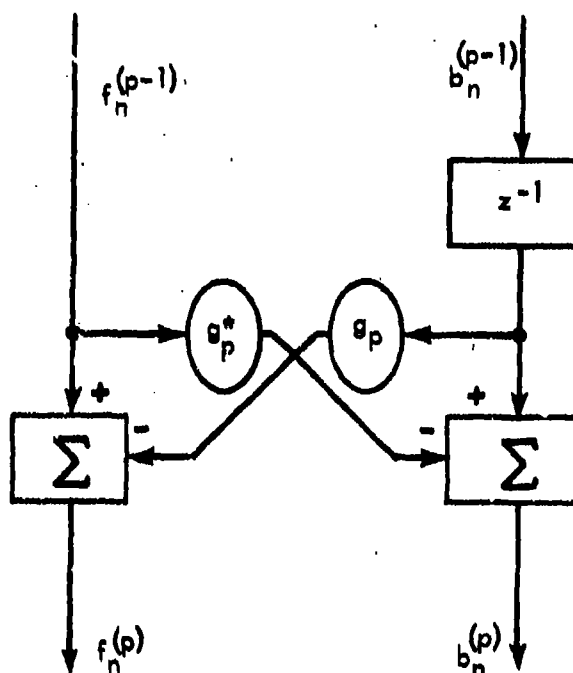 f_n^(p-1) b_n^(p-1)
z^-1
g_p^* g_p
+ - - +
Σ Σ
f_n^(p) b_n^(p)